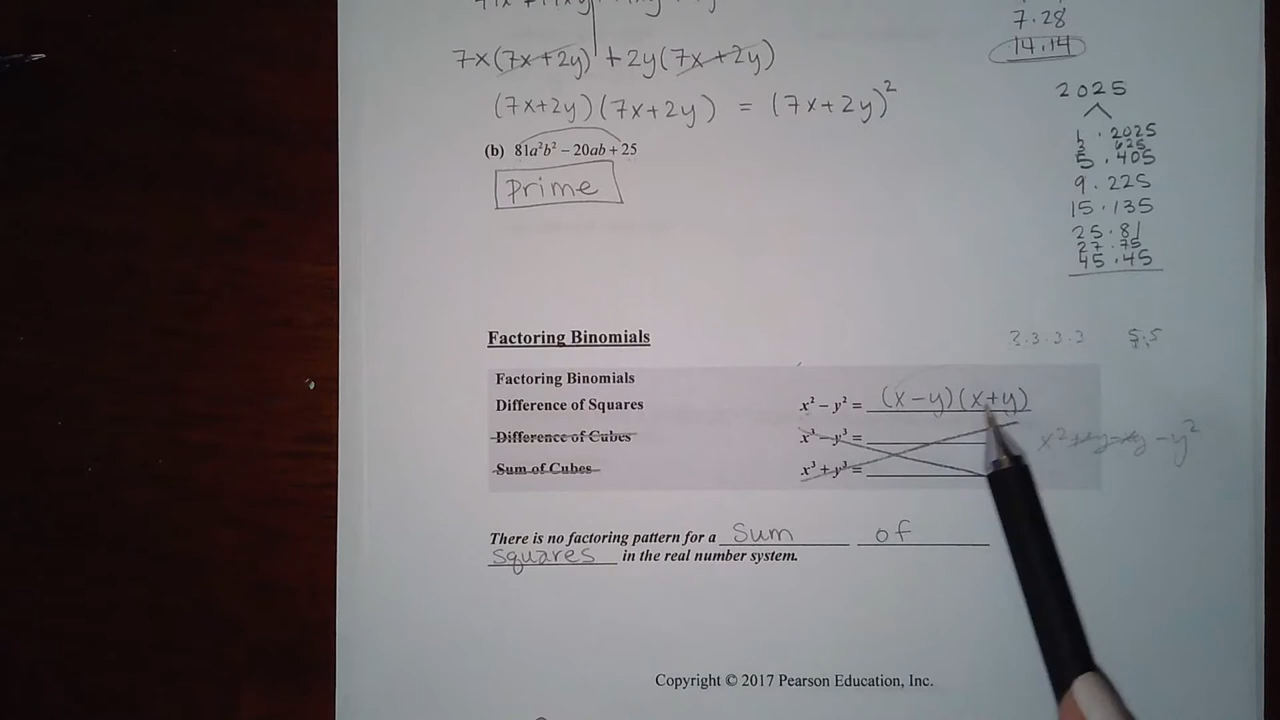 7x(7x+2y) + 2y(7x+2y)
(7x+2y)(7x+2y) = (7x+2y)²
(b) 81a²b² − 20ab + 25
prime
7·28
14·14
2025
1 · 2025
5 · 405
9 · 225
15 · 135
25 · 81
27 · 75
45 · 45
Factoring Binomials
3·3·3 5·5
Factoring Binomials
Difference of Squares x² − y² = (x−y)(x+y)
Difference of Cubes x³ − y³ =
x²+xy−xy−y²
Sum of Cubes x³ + y³ =
There is no factoring pattern for a Sum of
squares in the real number system.
Copyright © 2017 Pearson Education, Inc.